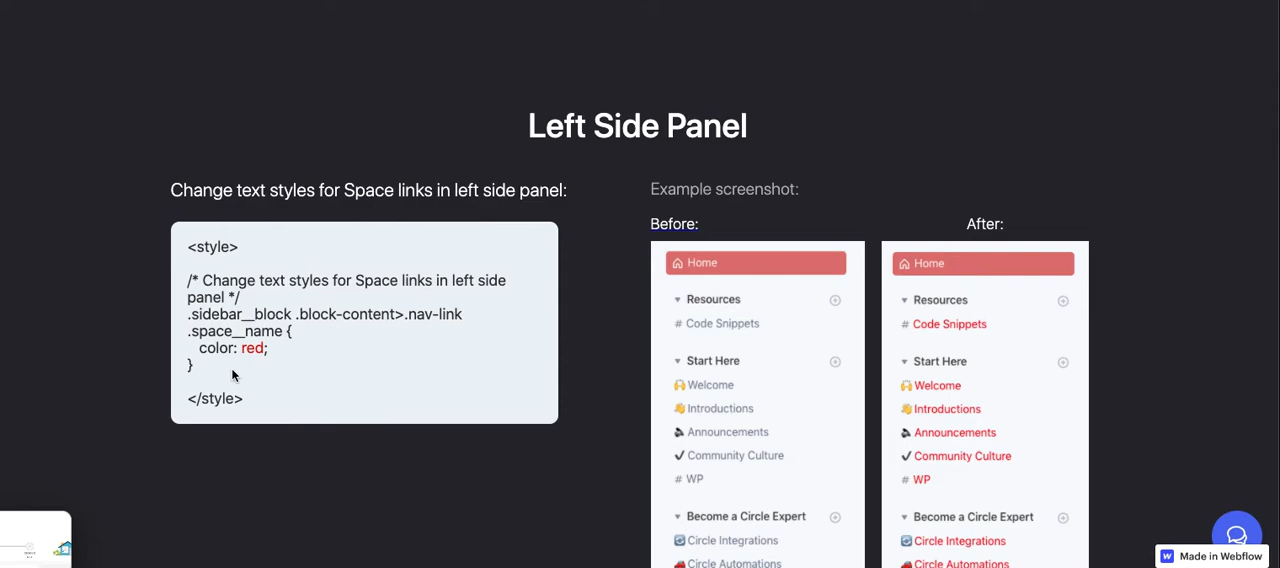 Left Side Panel
Change text styles for Space links in left side panel:
<style>
/* Change text styles for Space links in left side
panel */
.sidebar__block .block-content>.nav-link
.space__name {
color: red;
}
</style>
Example screenshot:
Before:
Home
Resources
# Code Snippets
Start Here
Welcome
Introductions
Announcements
Community Culture
# WP
Become a Circle Expert
Circle Integrations
Circle Automations
After:
Home
Resources
# Code Snippets
Start Here
Welcome
Introductions
Announcements
Community Culture
# WP
Become a Circle Expert
Circle Integrations
Circle Automations
Made in Webflow